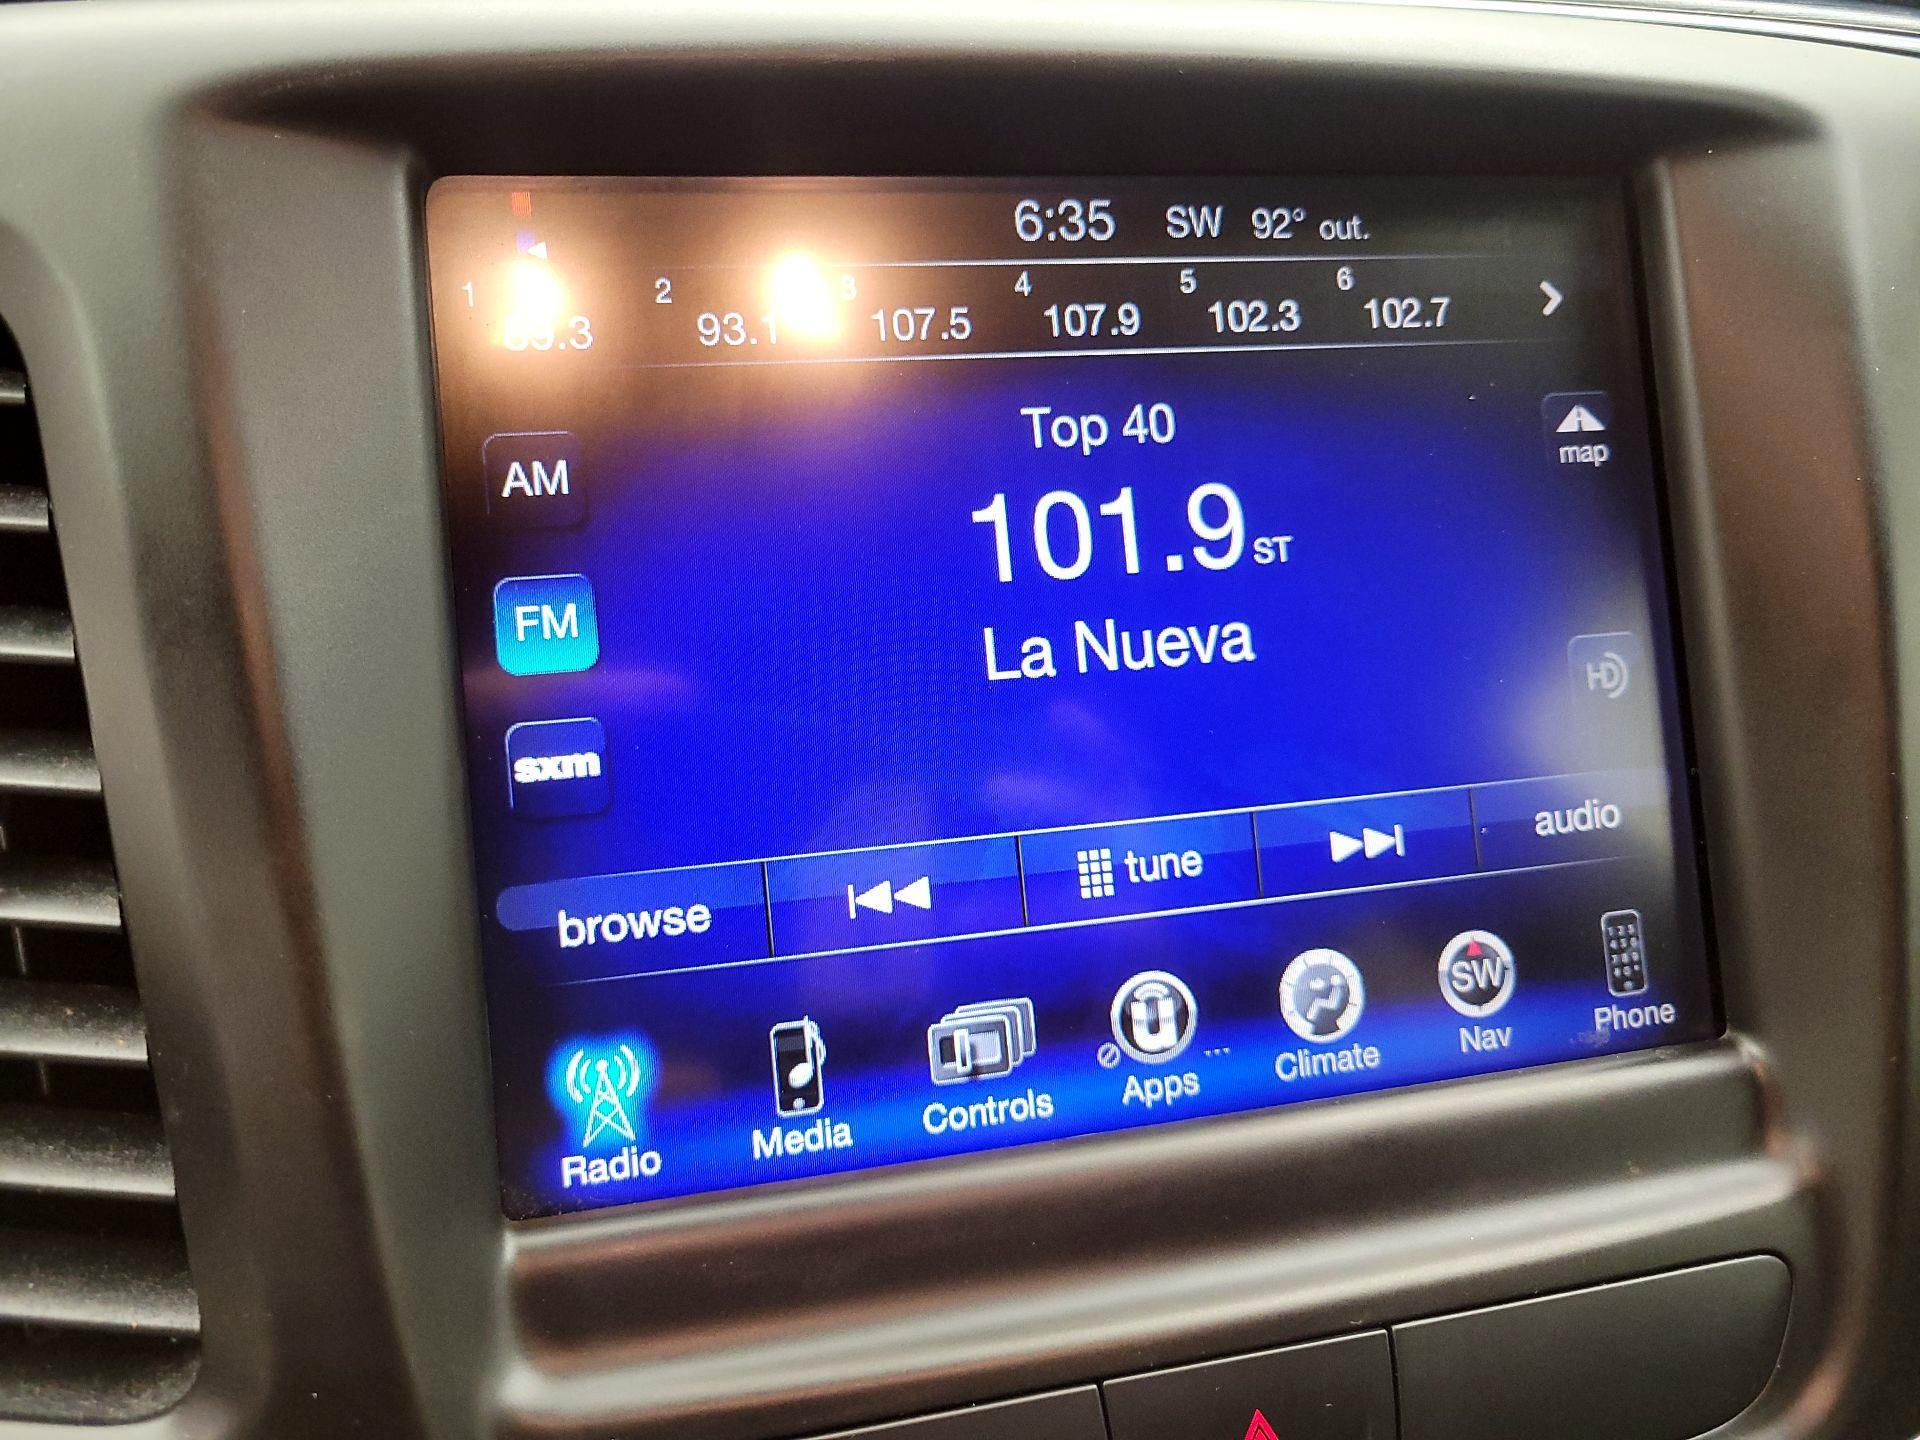 6:35 SW 92° out.
1 2 93.1 3 107.5 4 107.9 5 102.3 6 102.7
Top 40
map
AM
101.9 ST
FM
La Nueva
HD
sxm
browse tune audio
SW
Radio Media Controls Apps ... Climate Nav Phone